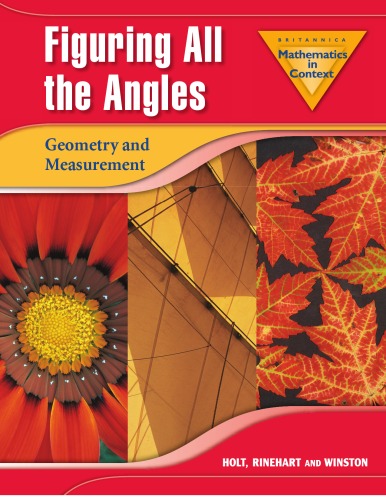 Figuring All
the Angles
BRITANNICA
Mathematics
in
Context
Geometry and
Measurement
HOLT, RINEHART AND WINSTON